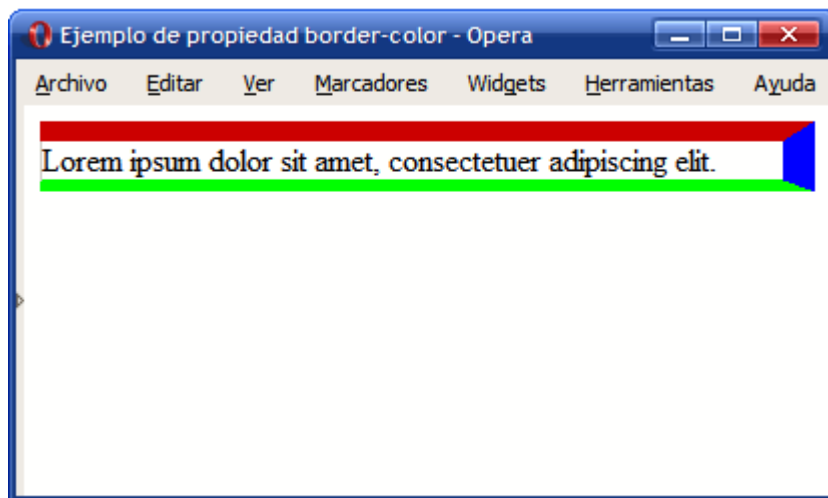 Ejemplo de propiedad border-color - Opera
Archivo Editar Ver Marcadores Widgets Herramientas Ayuda
Lorem ipsum dolor sit amet, consectetuer adipiscing elit.